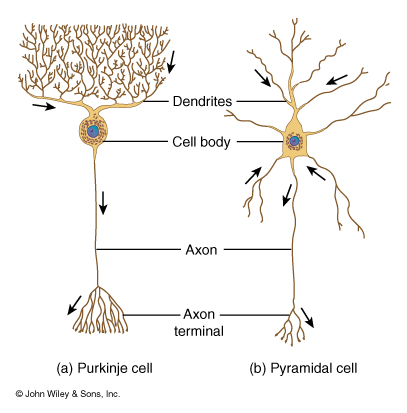 Dendrites
Cell body
Axon
Axon
terminal
(a) Purkinje cell
(b) Pyramidal cell
© John Wiley & Sons, Inc.